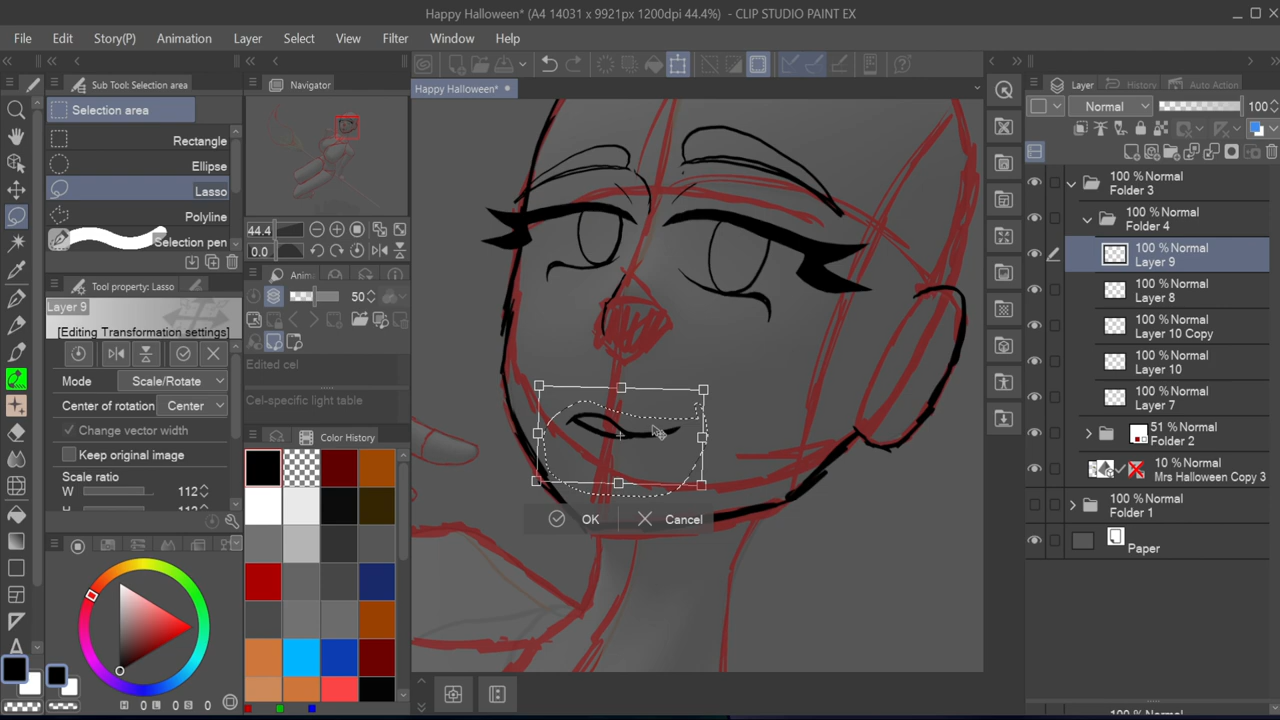 Happy Halloween* (A4 14031 x 9921px 1200dpi 44.4%) - CLIP STUDIO PAINT EX
File Edit Story(P) Animation Layer Select View Filter Window Help
Sub Tool: Selection area
Selection area
Rectangle
Ellipse
Lasso
Polyline
Selection pen
Tool property: Lasso
Layer 9
[Editing Transformation settings]
Mode Scale/Rotate
Center of rotation Center
Change vector width
Keep original image
Scale ratio
W 112
H 112
H 0 L 0 S 0
Navigator
44.4
0.0
Anim
50
Edited cel
Cel-specific light table
Color History
Happy Halloween*
OK Cancel
Layer History Auto Action
Normal 100
100 % Normal
Folder 3
100 % Normal
Folder 4
100 % Normal
Layer 9
100 % Normal
Layer 8
100 % Normal
Layer 10 Copy
100 % Normal
Layer 10
100 % Normal
Layer 7
51 % Normal
Folder 2
10 % Normal
Mrs Halloween Copy 3
100 % Normal
Folder 1
Paper